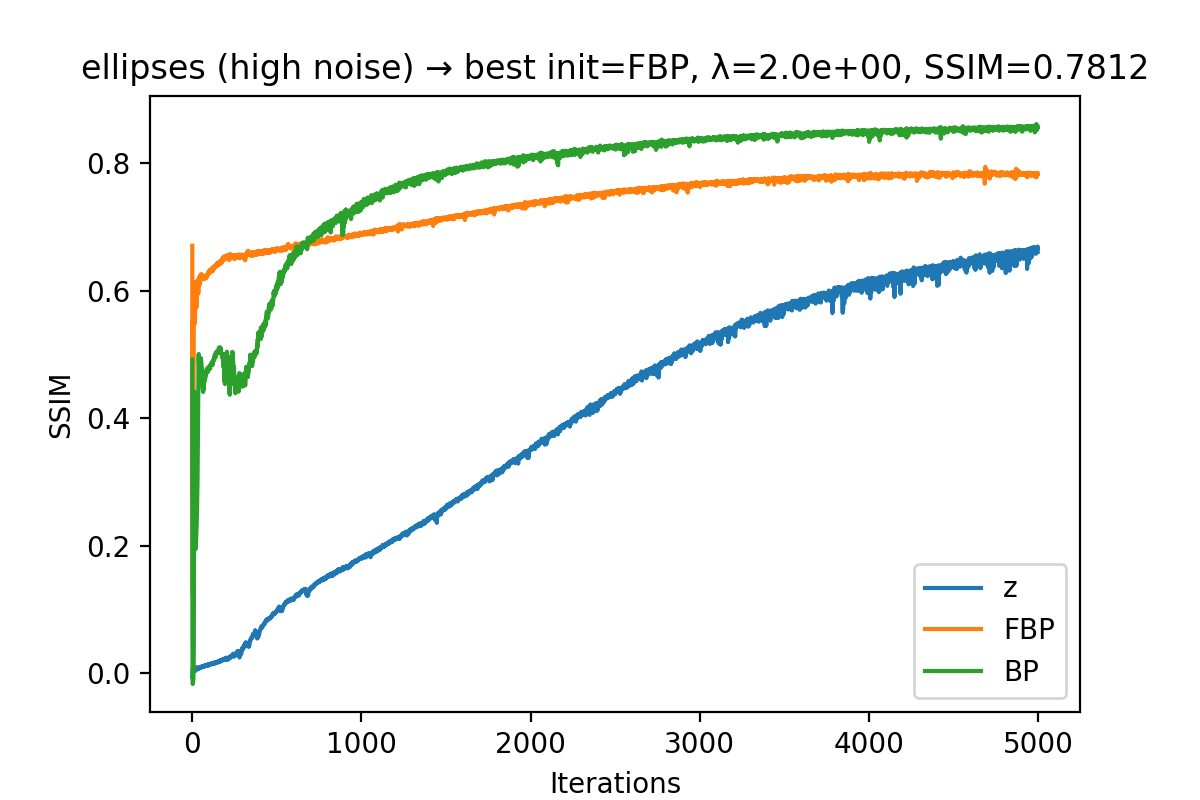 ellipses (high noise) → best init=FBP, λ=2.0e+00, SSIM=0.7812
SSIM
0.8
0.6
0.4
0.2
0.0
0 1000 2000 3000 4000 5000
Iterations
z
FBP
BP